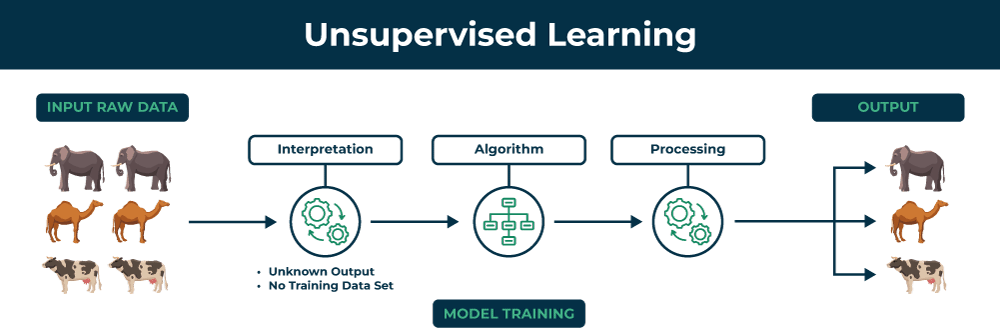 Unsupervised Learning
INPUT RAW DATA
OUTPUT
Interpretation
Algorithm
Processing
• Unknown Output
• No Training Data Set
MODEL TRAINING